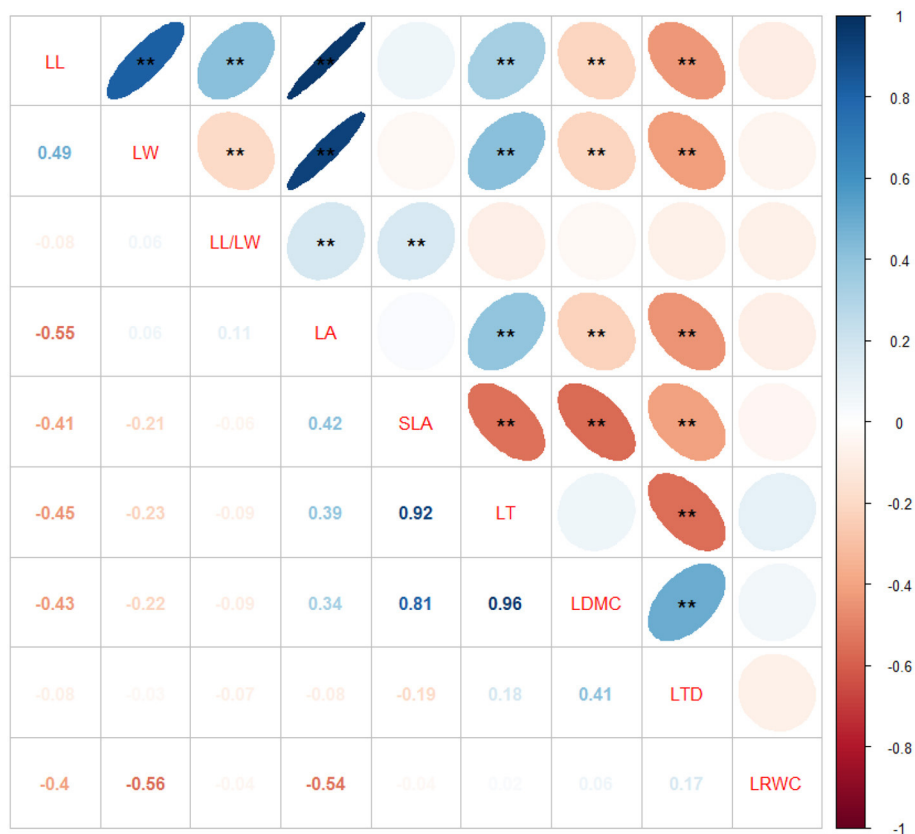 LL ** ** ** ** ** ** 1
0.8
0.49 LW ** ** ** ** **
-0.08 0.06 LL/LW ** ** 0.6
0.4
-0.55 0.06 0.11 LA ** ** **
0.2
-0.41 -0.21 -0.06 0.42 SLA ** ** ** 0
-0.2
-0.45 -0.23 -0.09 0.39 0.92 LT **
-0.4
-0.43 -0.22 -0.09 0.34 0.81 0.96 LDMC **
-0.6
-0.08 -0.03 -0.07 -0.08 -0.19 0.18 0.41 LTD
-0.8
-0.4 -0.56 -0.04 -0.54 -0.04 0.06 0.17 LRWC
-1